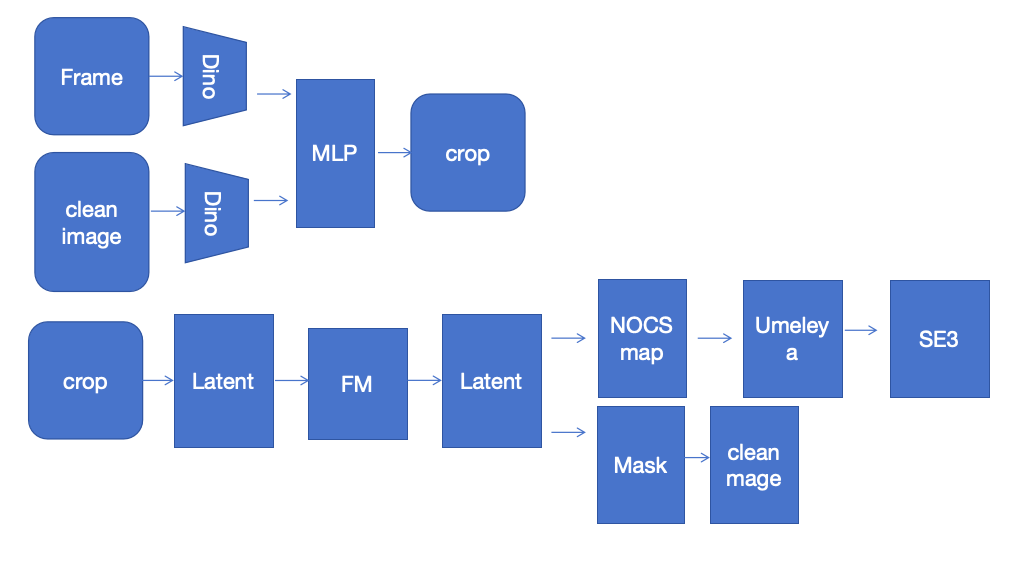 Frame
Dino
MLP
crop
clean
image
Dino
crop
Latent
FM
Latent
NOCS
map
Umeley
a
SE3
Mask
clean
mage